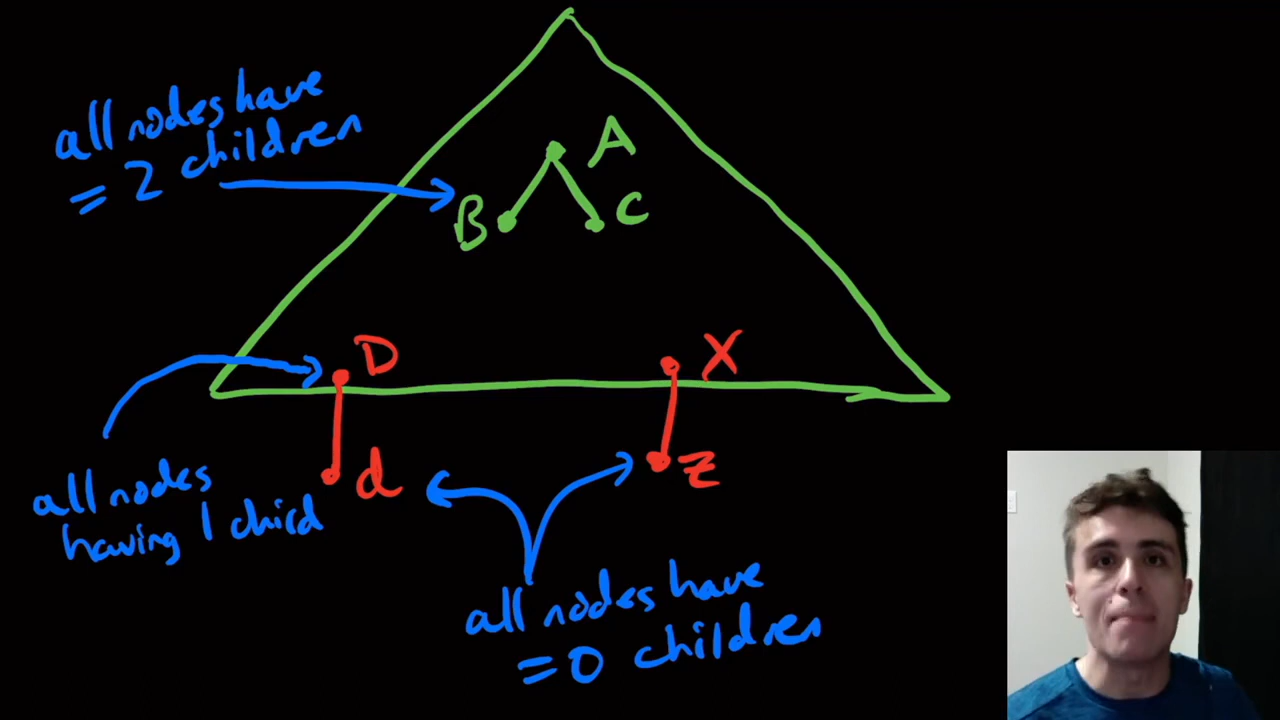 all nodes have
= 2 children
A
B
C
D
X
all nodes
having 1 child
d
z
all nodes have
= 0 children